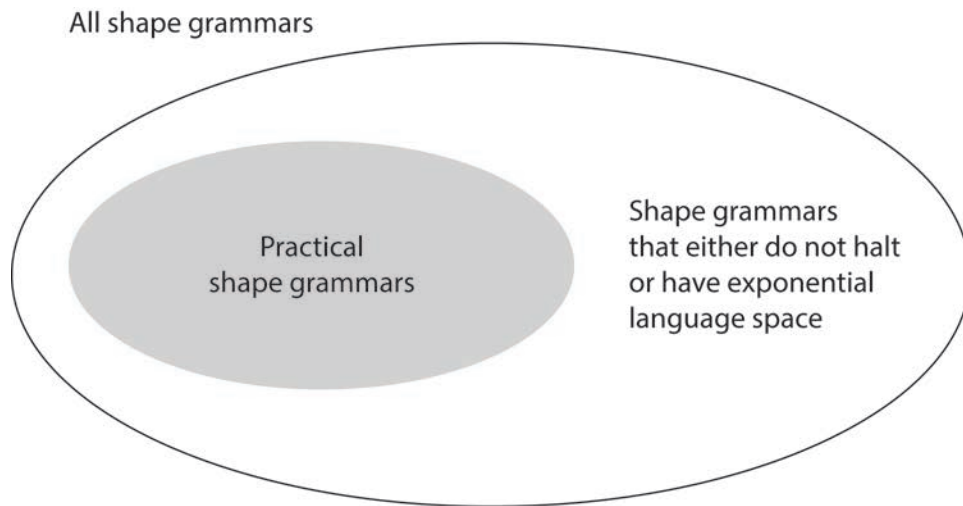 All shape grammars
Practical
shape grammars
Shape grammars
that either do not halt
or have exponential
language space